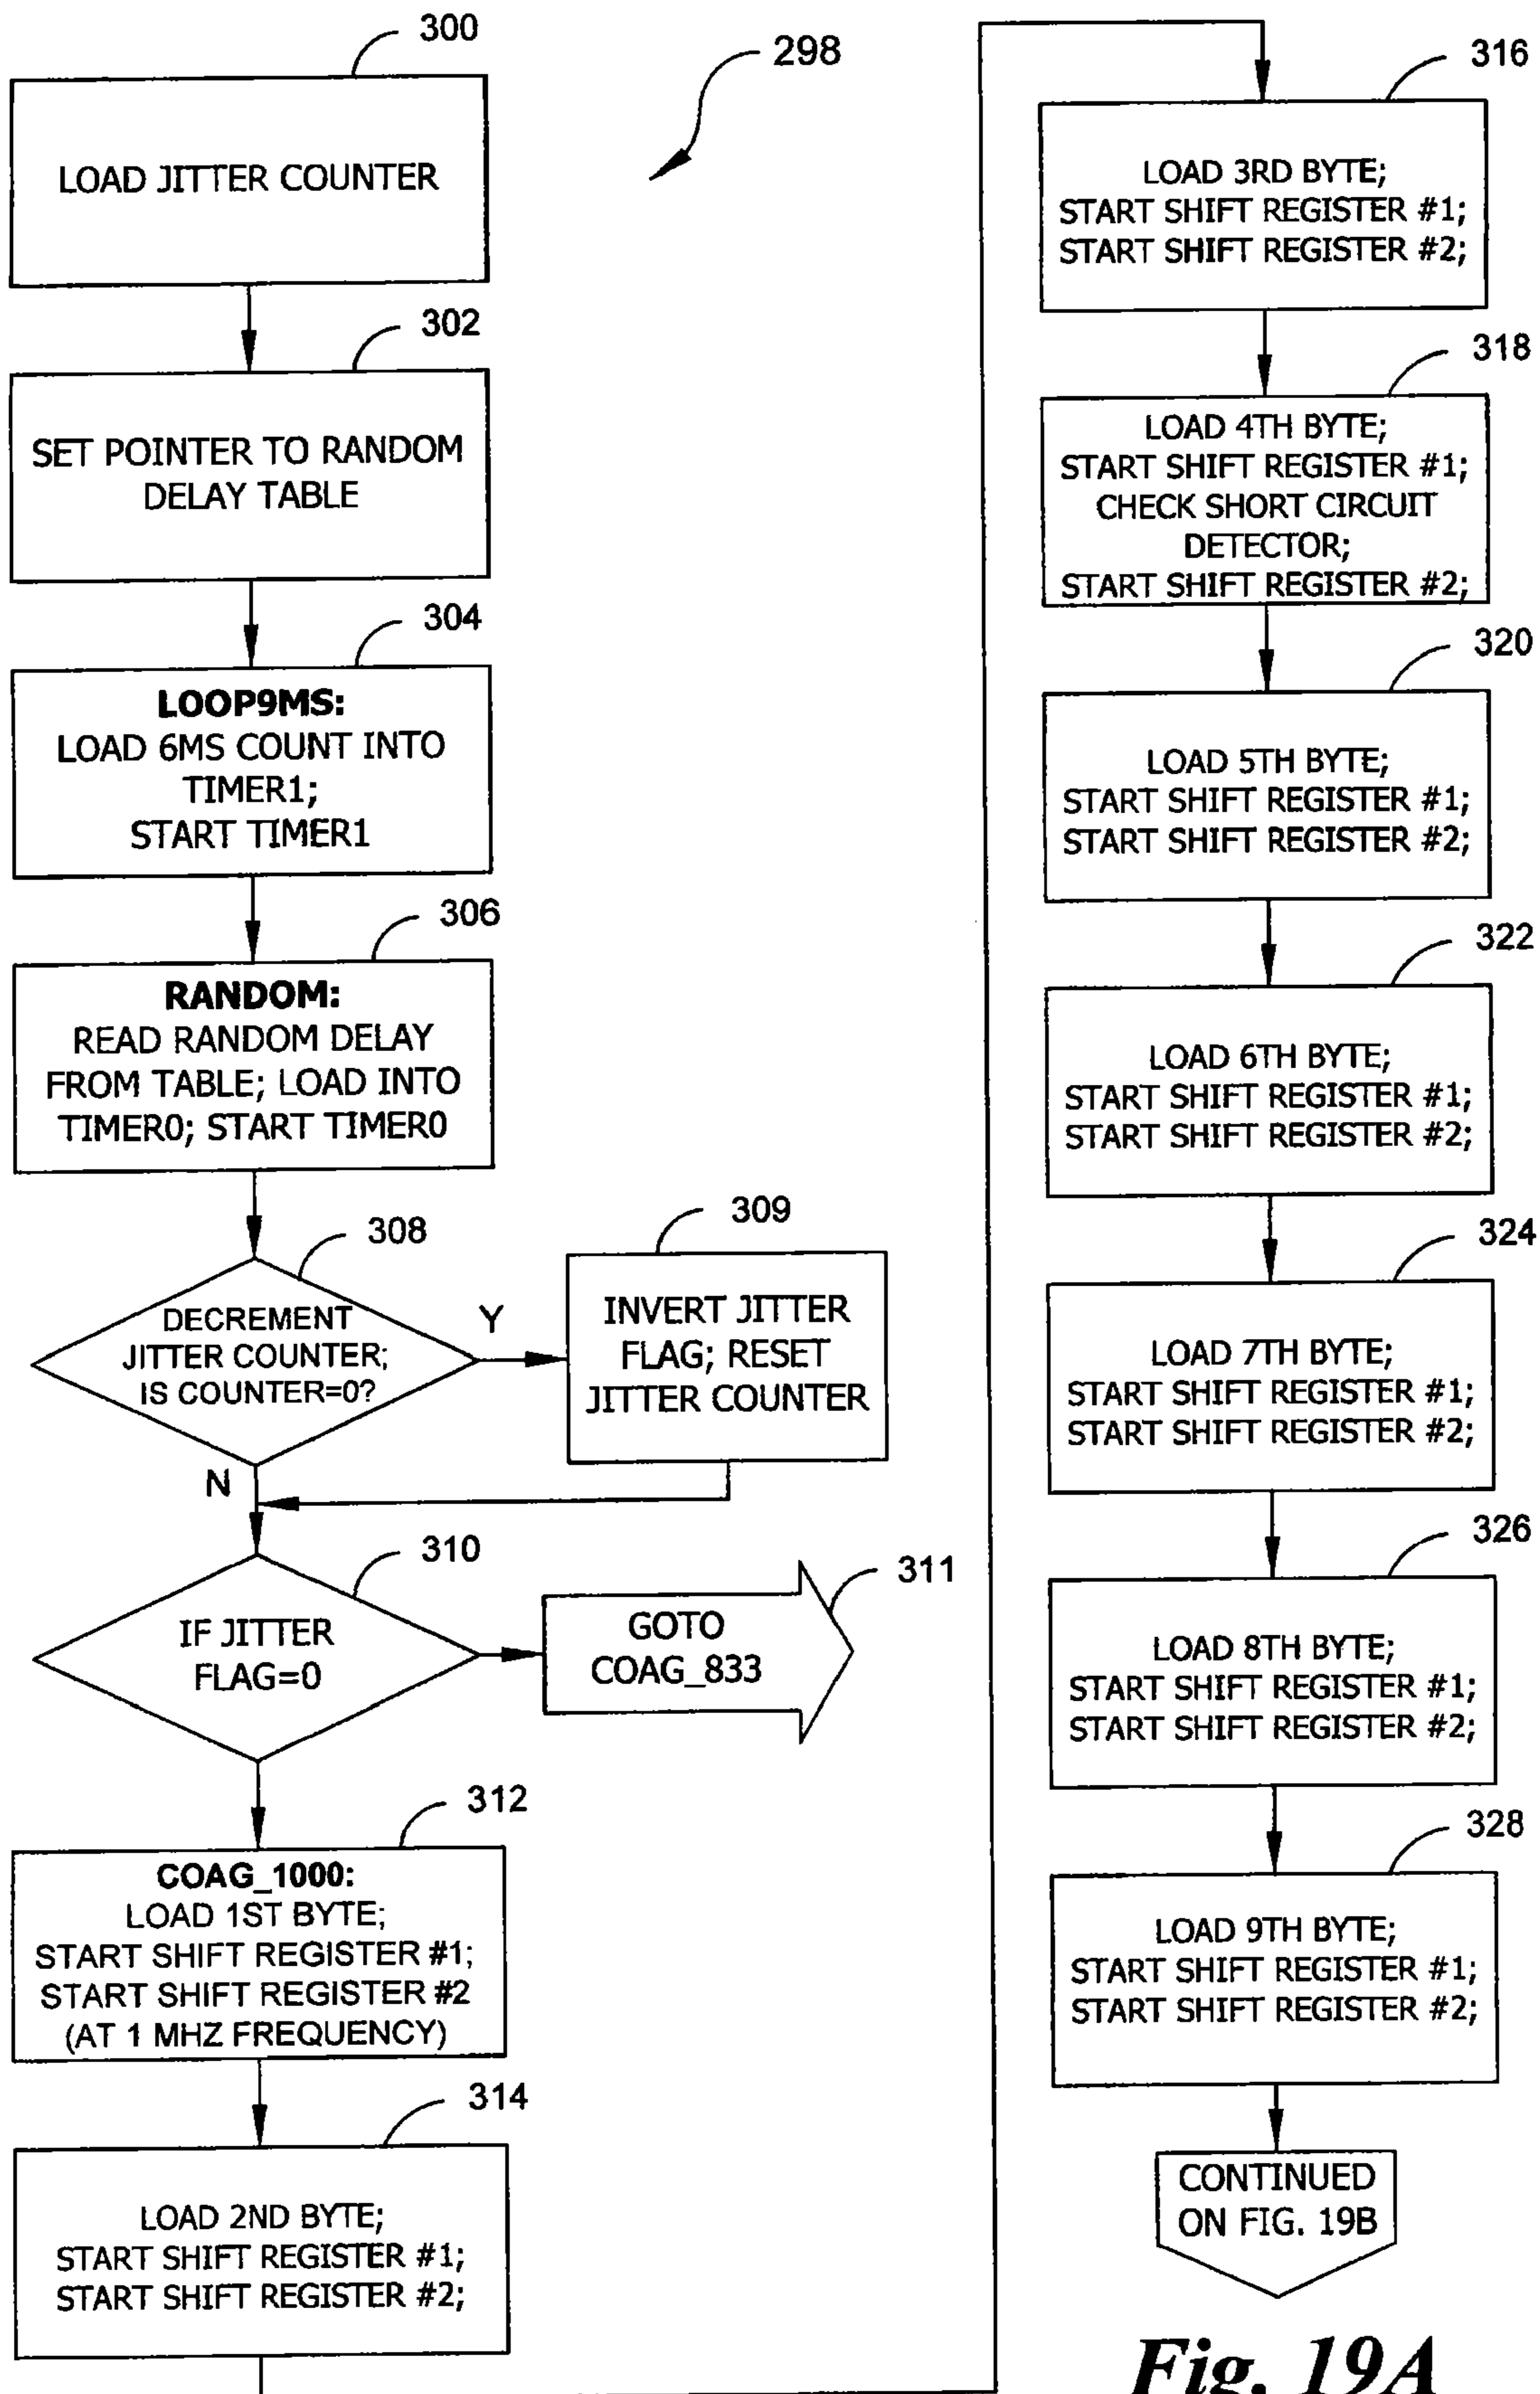 300
298
LOAD JITTER COUNTER
302
SET POINTER TO RANDOM
DELAY TABLE
304
LOOP9MS:
LOAD 6MS COUNT INTO
TIMER1;
START TIMER1
306
RANDOM:
READ RANDOM DELAY
FROM TABLE; LOAD INTO
TIMER0; START TIMER0
308
DECREMENT
JITTER COUNTER;
IS COUNTER=0?
Y
309
INVERT JITTER
FLAG; RESET
JITTER COUNTER
N
310
IF JITTER
FLAG=0
311
GOTO
COAG_833
312
COAG_1000:
LOAD 1ST BYTE;
START SHIFT REGISTER #1;
START SHIFT REGISTER #2
(AT 1 MHZ FREQUENCY)
314
LOAD 2ND BYTE;
START SHIFT REGISTER #1;
START SHIFT REGISTER #2;
316
LOAD 3RD BYTE;
START SHIFT REGISTER #1;
START SHIFT REGISTER #2;
318
LOAD 4TH BYTE;
START SHIFT REGISTER #1;
CHECK SHORT CIRCUIT
DETECTOR;
START SHIFT REGISTER #2;
320
LOAD 5TH BYTE;
START SHIFT REGISTER #1;
START SHIFT REGISTER #2;
322
LOAD 6TH BYTE;
START SHIFT REGISTER #1;
START SHIFT REGISTER #2;
324
LOAD 7TH BYTE;
START SHIFT REGISTER #1;
START SHIFT REGISTER #2;
326
LOAD 8TH BYTE;
START SHIFT REGISTER #1;
START SHIFT REGISTER #2;
328
LOAD 9TH BYTE;
START SHIFT REGISTER #1;
START SHIFT REGISTER #2;
CONTINUED
ON FIG. 19B
Fig. 19A